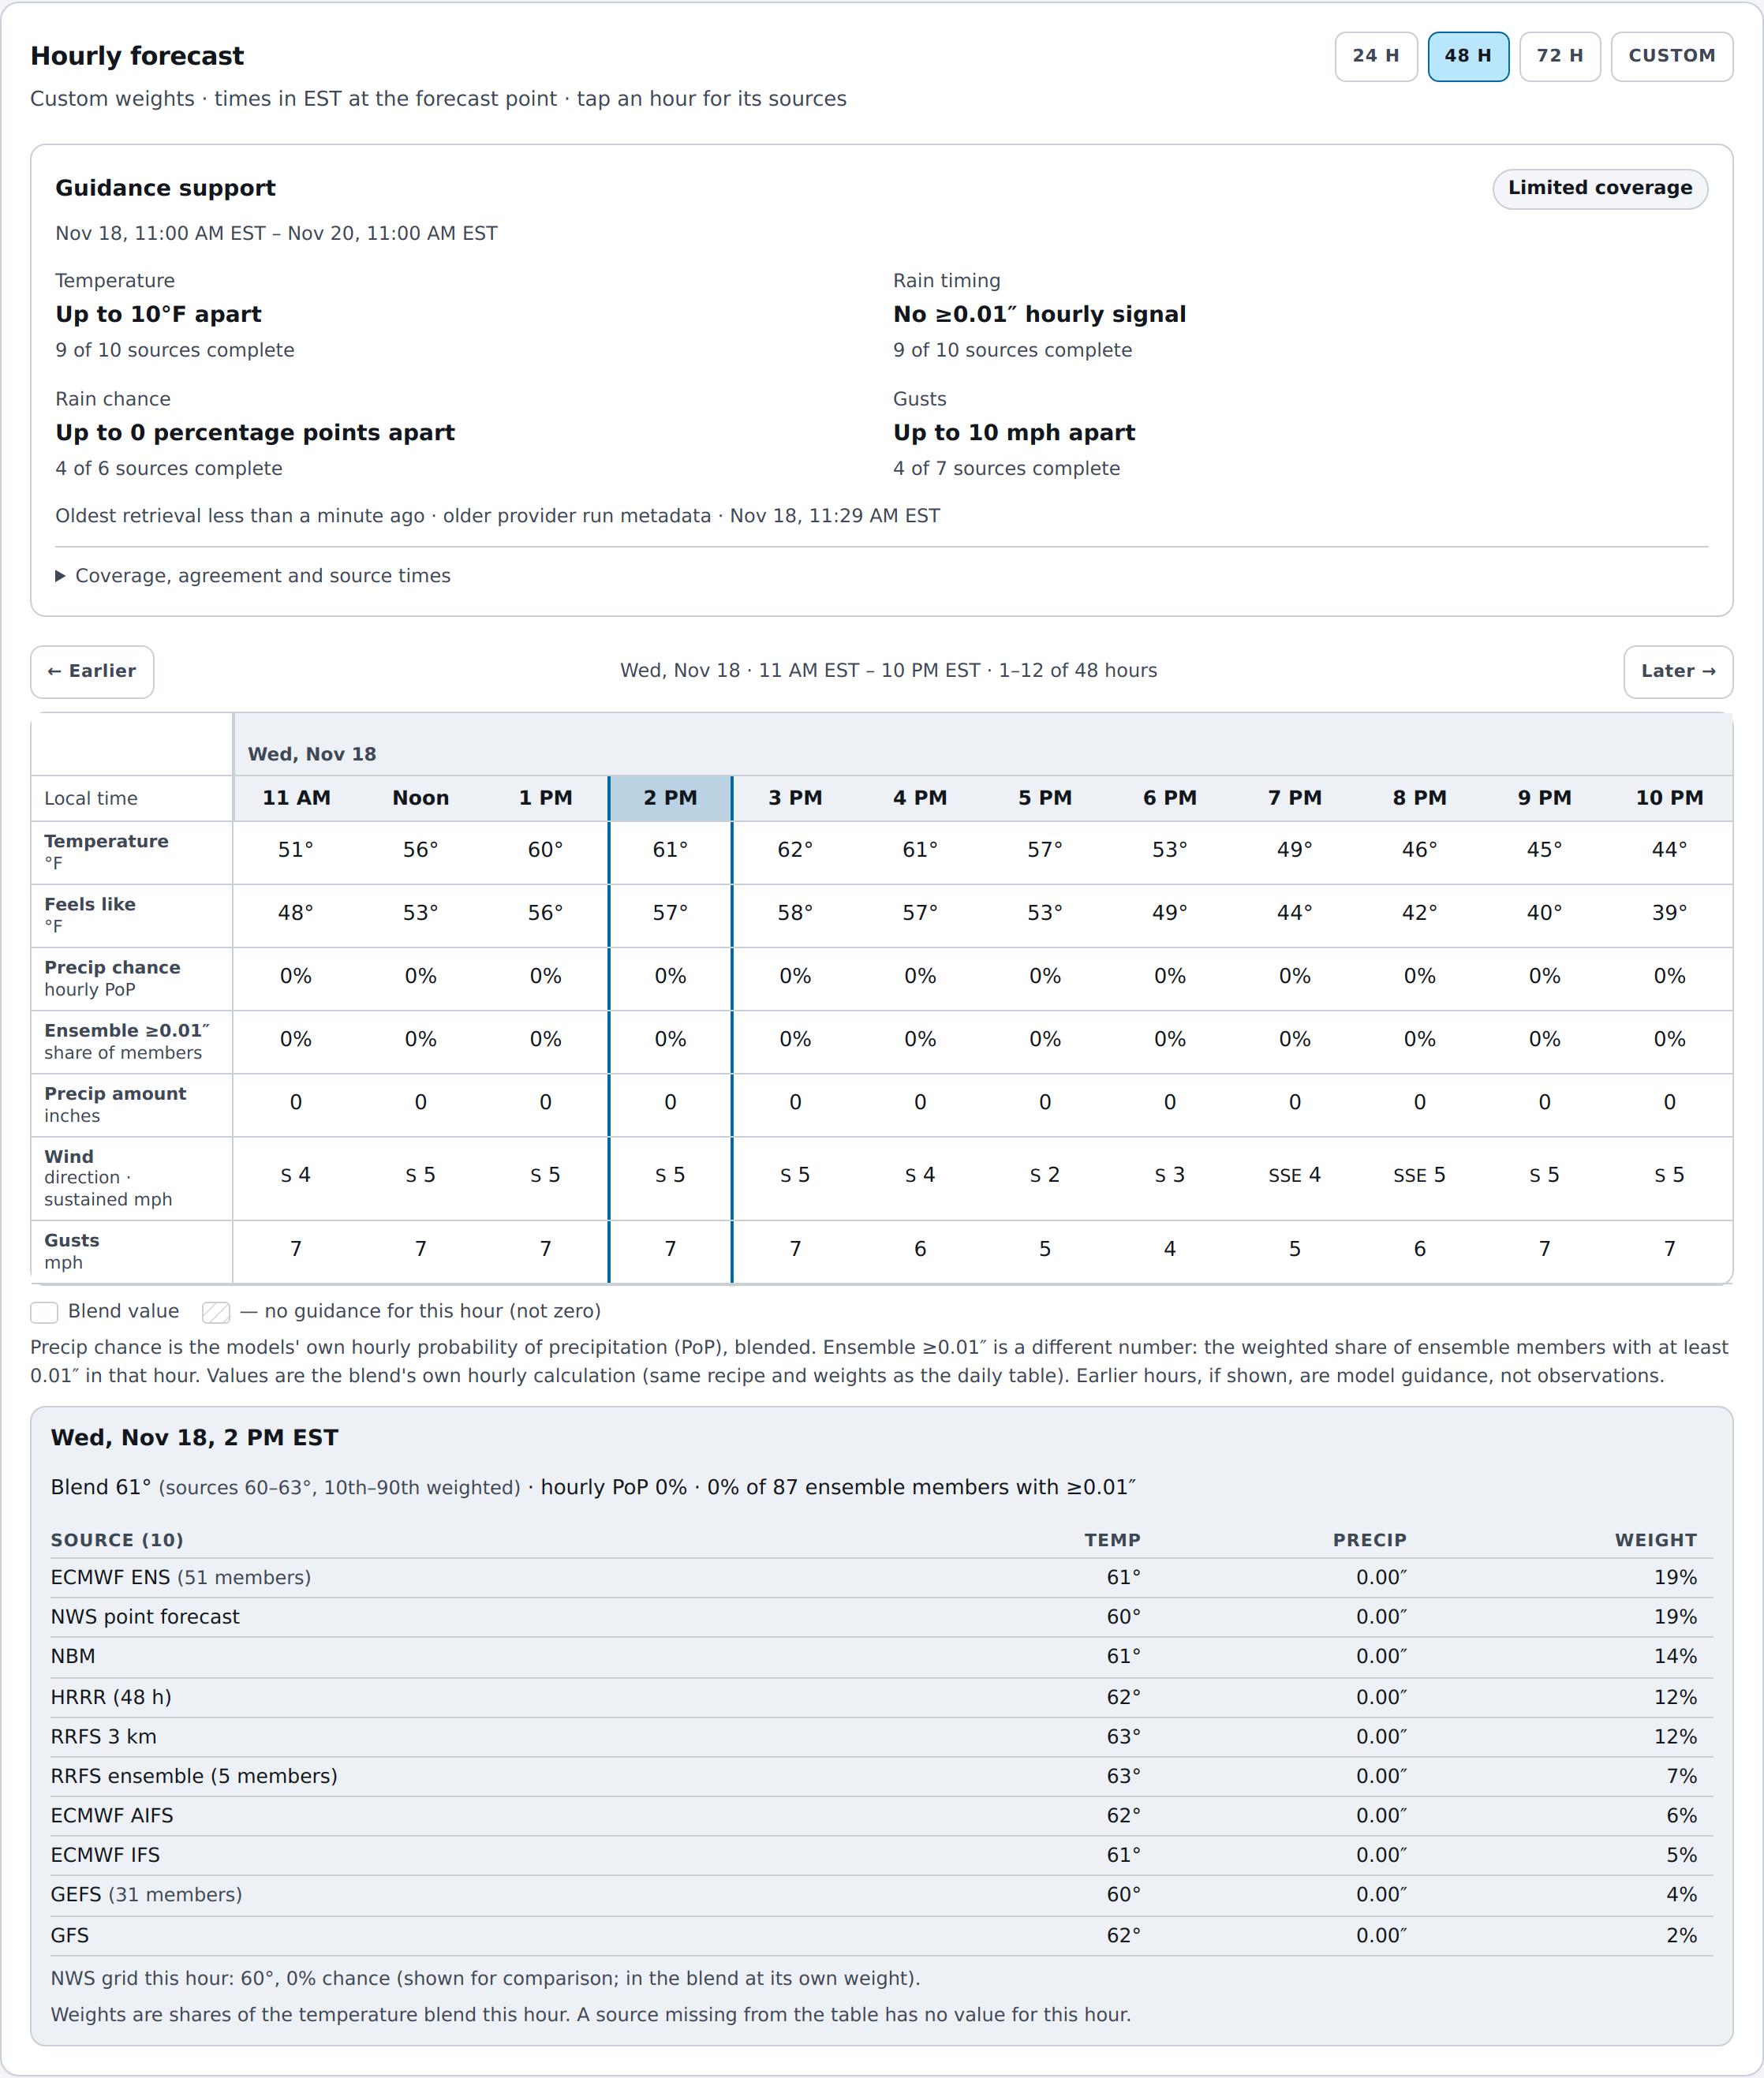 Hourly forecast
24 H
48 H
72 H
CUSTOM
Custom weights · times in EST at the forecast point · tap an hour for its sources
Guidance support
Limited coverage
Nov 18, 11:00 AM EST – Nov 20, 11:00 AM EST
Temperature
Up to 10°F apart
9 of 10 sources complete
Rain timing
No ≥0.01″ hourly signal
9 of 10 sources complete
Rain chance
Up to 0 percentage points apart
4 of 6 sources complete
Gusts
Up to 10 mph apart
4 of 7 sources complete
Oldest retrieval less than a minute ago · older provider run metadata · Nov 18, 11:29 AM EST
▶ Coverage, agreement and source times
← Earlier
Wed, Nov 18 · 11 AM EST – 10 PM EST · 1–12 of 48 hours
Later →
Wed, Nov 18
Local time 11 AM Noon 1 PM 2 PM 3 PM 4 PM 5 PM 6 PM 7 PM 8 PM 9 PM 10 PM
Temperature
°F
51° 56° 60° 61° 62° 61° 57° 53° 49° 46° 45° 44°
Feels like
°F
48° 53° 56° 57° 58° 57° 53° 49° 44° 42° 40° 39°
Precip chance
hourly PoP
0% 0% 0% 0% 0% 0% 0% 0% 0% 0% 0% 0%
Ensemble ≥0.01″
share of members
0% 0% 0% 0% 0% 0% 0% 0% 0% 0% 0% 0%
Precip amount
inches
0 0 0 0 0 0 0 0 0 0 0 0
Wind
direction ·
sustained mph
S 4 S 5 S 5 S 5 S 5 S 4 S 2 S 3 SSE 4 SSE 5 S 5 S 5
Gusts
mph
7 7 7 7 7 6 5 4 5 6 7 7
Blend value
— no guidance for this hour (not zero)
Precip chance is the models' own hourly probability of precipitation (PoP), blended. Ensemble ≥0.01″ is a different number: the weighted share of ensemble members with at least
0.01″ in that hour. Values are the blend's own hourly calculation (same recipe and weights as the daily table). Earlier hours, if shown, are model guidance, not observations.
Wed, Nov 18, 2 PM EST
Blend 61° (sources 60–63°, 10th–90th weighted) · hourly PoP 0% · 0% of 87 ensemble members with ≥0.01″
SOURCE (10) TEMP PRECIP WEIGHT
ECMWF ENS (51 members) 61° 0.00″ 19%
NWS point forecast 60° 0.00″ 19%
NBM 61° 0.00″ 14%
HRRR (48 h) 62° 0.00″ 12%
RRFS 3 km 63° 0.00″ 12%
RRFS ensemble (5 members) 63° 0.00″ 7%
ECMWF AIFS 62° 0.00″ 6%
ECMWF IFS 61° 0.00″ 5%
GEFS (31 members) 60° 0.00″ 4%
GFS 62° 0.00″ 2%
NWS grid this hour: 60°, 0% chance (shown for comparison; in the blend at its own weight).
Weights are shares of the temperature blend this hour. A source missing from the table has no value for this hour.